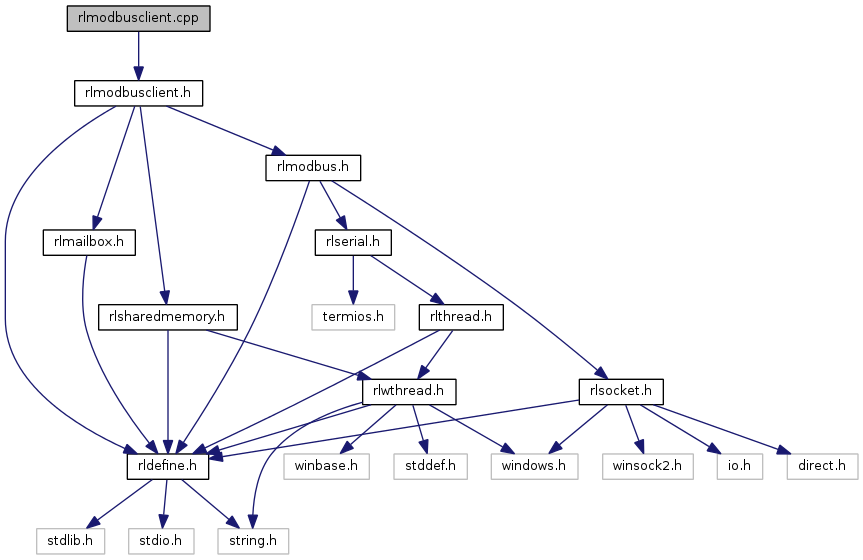 rlmodbusclient.cpp
rlmodbusclient.h
rlmodbus.h
rlmailbox.h
rlserial.h
rlsharedmemory.h
termios.h
rlthread.h
rlwthread.h
rlsocket.h
rldefine.h
winbase.h
stddef.h
windows.h
winsock2.h
io.h
direct.h
stdlib.h
stdio.h
string.h